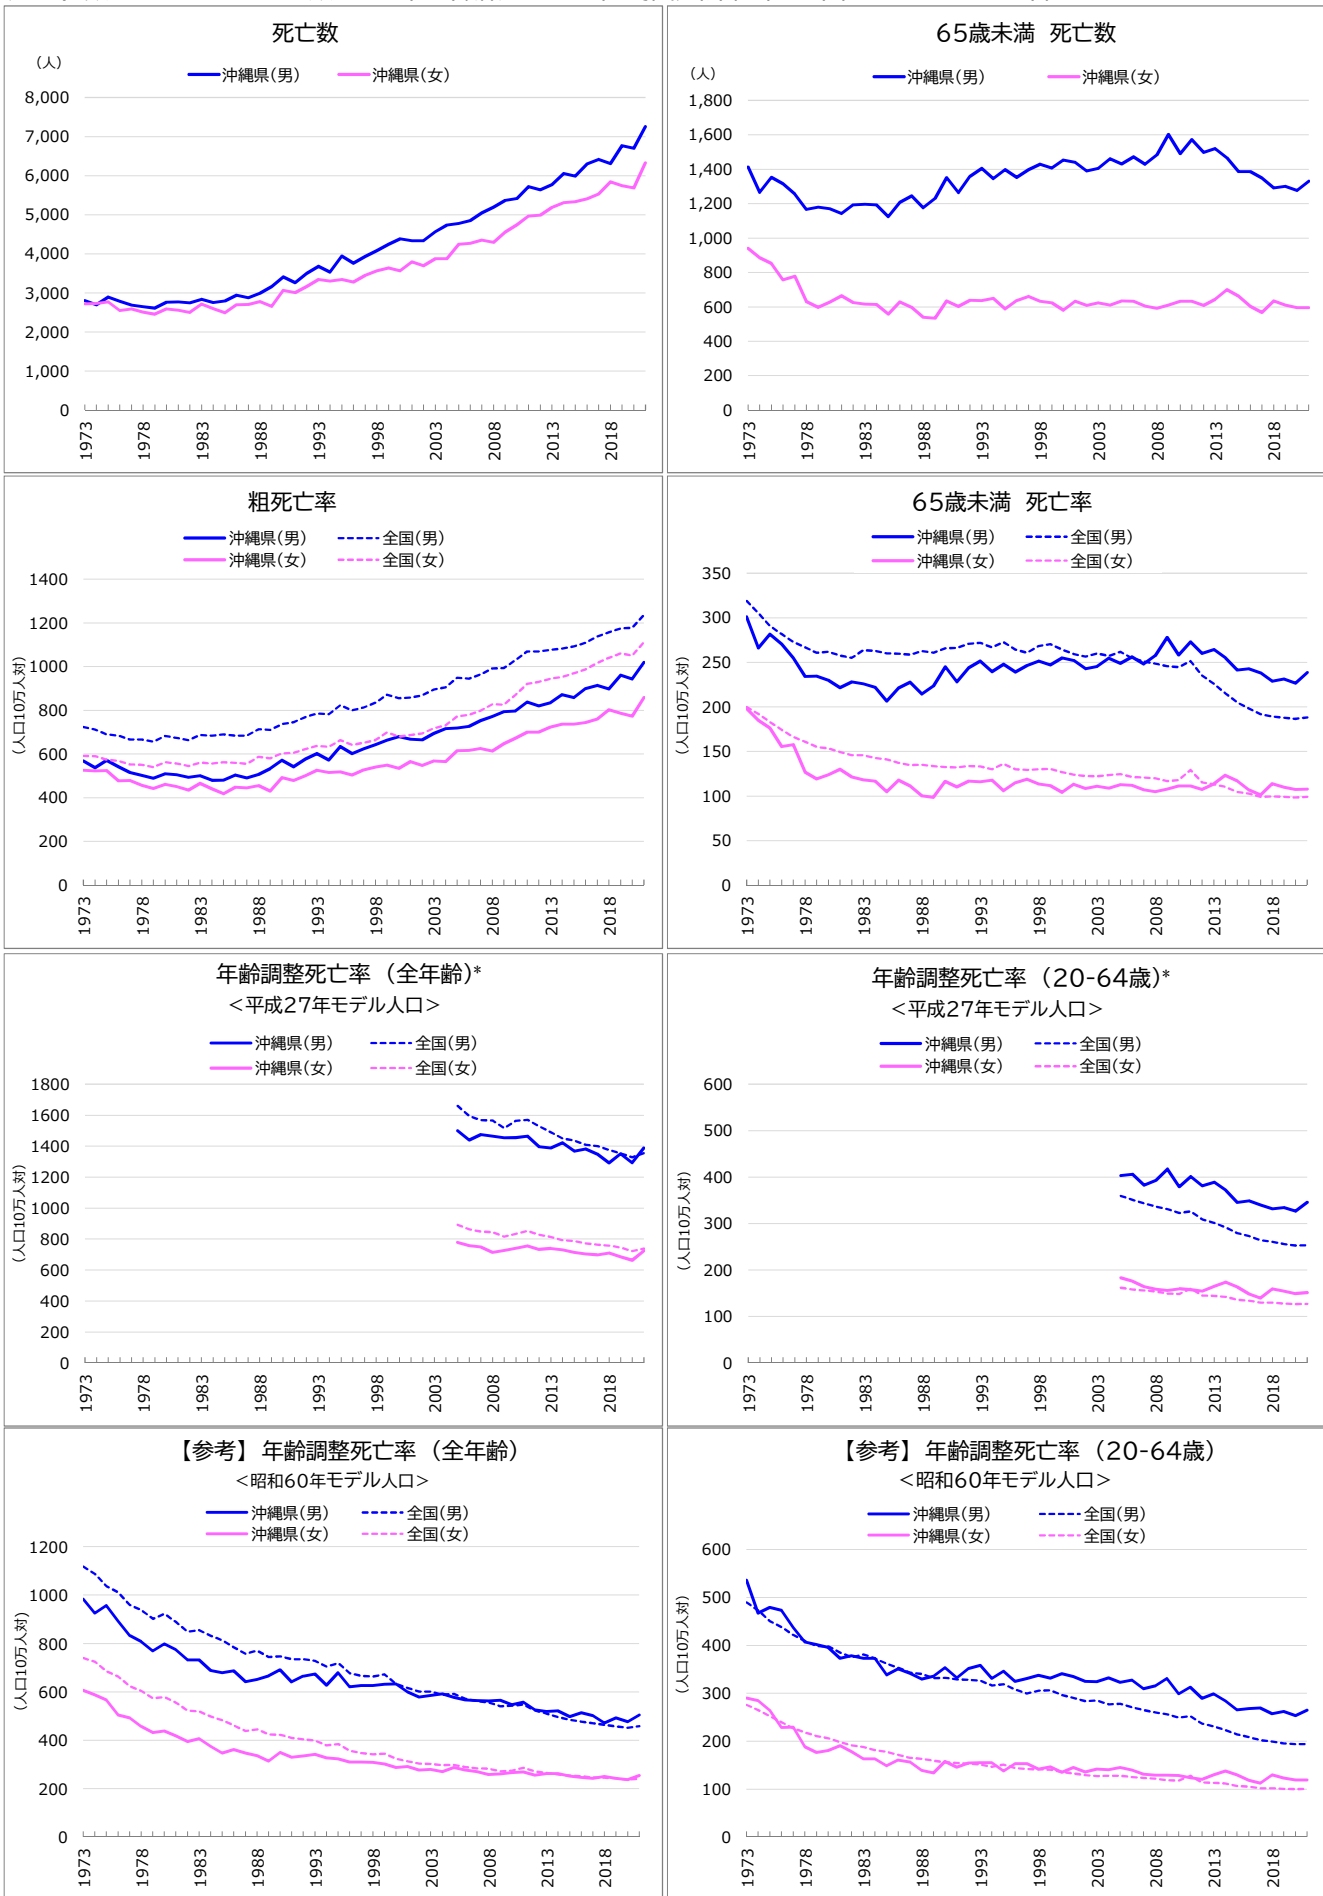 死亡数
(人)
沖縄県(男) 沖縄県(女)
8,000
7,000
6,000
5,000
4,000
3,000
2,000
1,000
0
1973 1978 1983 1988 1993 1998 2003 2008 2013 2018
65歳未満 死亡数
(人)
沖縄県(男) 沖縄県(女)
1,800
1,600
1,400
1,200
1,000
800
600
400
200
0
1973 1978 1983 1988 1993 1998 2003 2008 2013 2018
粗死亡率
沖縄県(男) 全国(男)
沖縄県(女) 全国(女)
(人口10万人対)
1400
1200
1000
800
600
400
200
0
1973 1978 1983 1988 1993 1998 2003 2008 2013 2018
65歳未満 死亡率
沖縄県(男) 全国(男)
沖縄県(女) 全国(女)
(人口10万人対)
350
300
250
200
150
100
50
0
1973 1978 1983 1988 1993 1998 2003 2008 2013 2018
年齢調整死亡率 (全年齢)*
<平成27年モデル人口>
沖縄県(男) 全国(男)
沖縄県(女) 全国(女)
(人口10万人対)
1800
1600
1400
1200
1000
800
600
400
200
0
1973 1978 1983 1988 1993 1998 2003 2008 2013 2018
年齢調整死亡率 (20-64歳)*
<平成27年モデル人口>
沖縄県(男) 全国(男)
沖縄県(女) 全国(女)
(人口10万人対)
600
500
400
300
200
100
0
1973 1978 1983 1988 1993 1998 2003 2008 2013 2018
【参考】年齢調整死亡率 (全年齢)
<昭和60年モデル人口>
沖縄県(男) 全国(男)
沖縄県(女) 全国(女)
(人口10万人対)
1200
1000
800
600
400
200
0
1973 1978 1983 1988 1993 1998 2003 2008 2013 2018
【参考】年齢調整死亡率 (20-64歳)
<昭和60年モデル人口>
沖縄県(男) 全国(男)
沖縄県(女) 全国(女)
(人口10万人対)
600
500
400
300
200
100
0
1973 1978 1983 1988 1993 1998 2003 2008 2013 2018